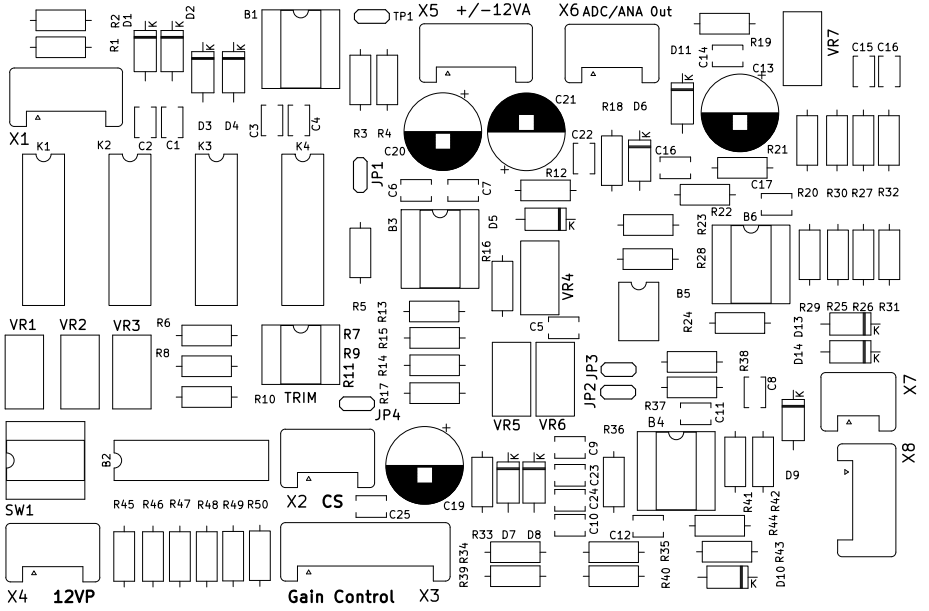 R2
R1
D1
K
D2
K
B1
TP1
X5 +/-12VA
X6 ADC/ANA Out
R19
VR7
C15 C16
K
K
D11
C14
C13
K
X1
C2 C1
D3 D4
C3
C4
R3 R4
C20
C21
C22
R18 D6
K
C16
R21
K1
K2
K3
K4
JP1
C6
C7
R12
R22
C17
R20 R30 R27 R32
B3
D5
K
R16
R23
B6
R28
R5
R13
VR4
B5
R24
R29 R25 R26 R31
D13
K
VR1 VR2 VR3
R6
R7
R15
C5
D14
K
R8
R9
R14
R11
R17
JP3
JP2
R38
C8
X7
R10 TRIM
JP4
VR5 VR6
R37
C11
K
R36
B4
X8
B2
C9
K
K
C23
D9
SW1
R45 R46 R47 R48 R49 R50
X2 CS
C25
C19
C24
R41
R42
C10
R44
R33 D7 D8
C12
R34
R35
R43
R39
R40
K
D10
X4 12VP
Gain Control X3